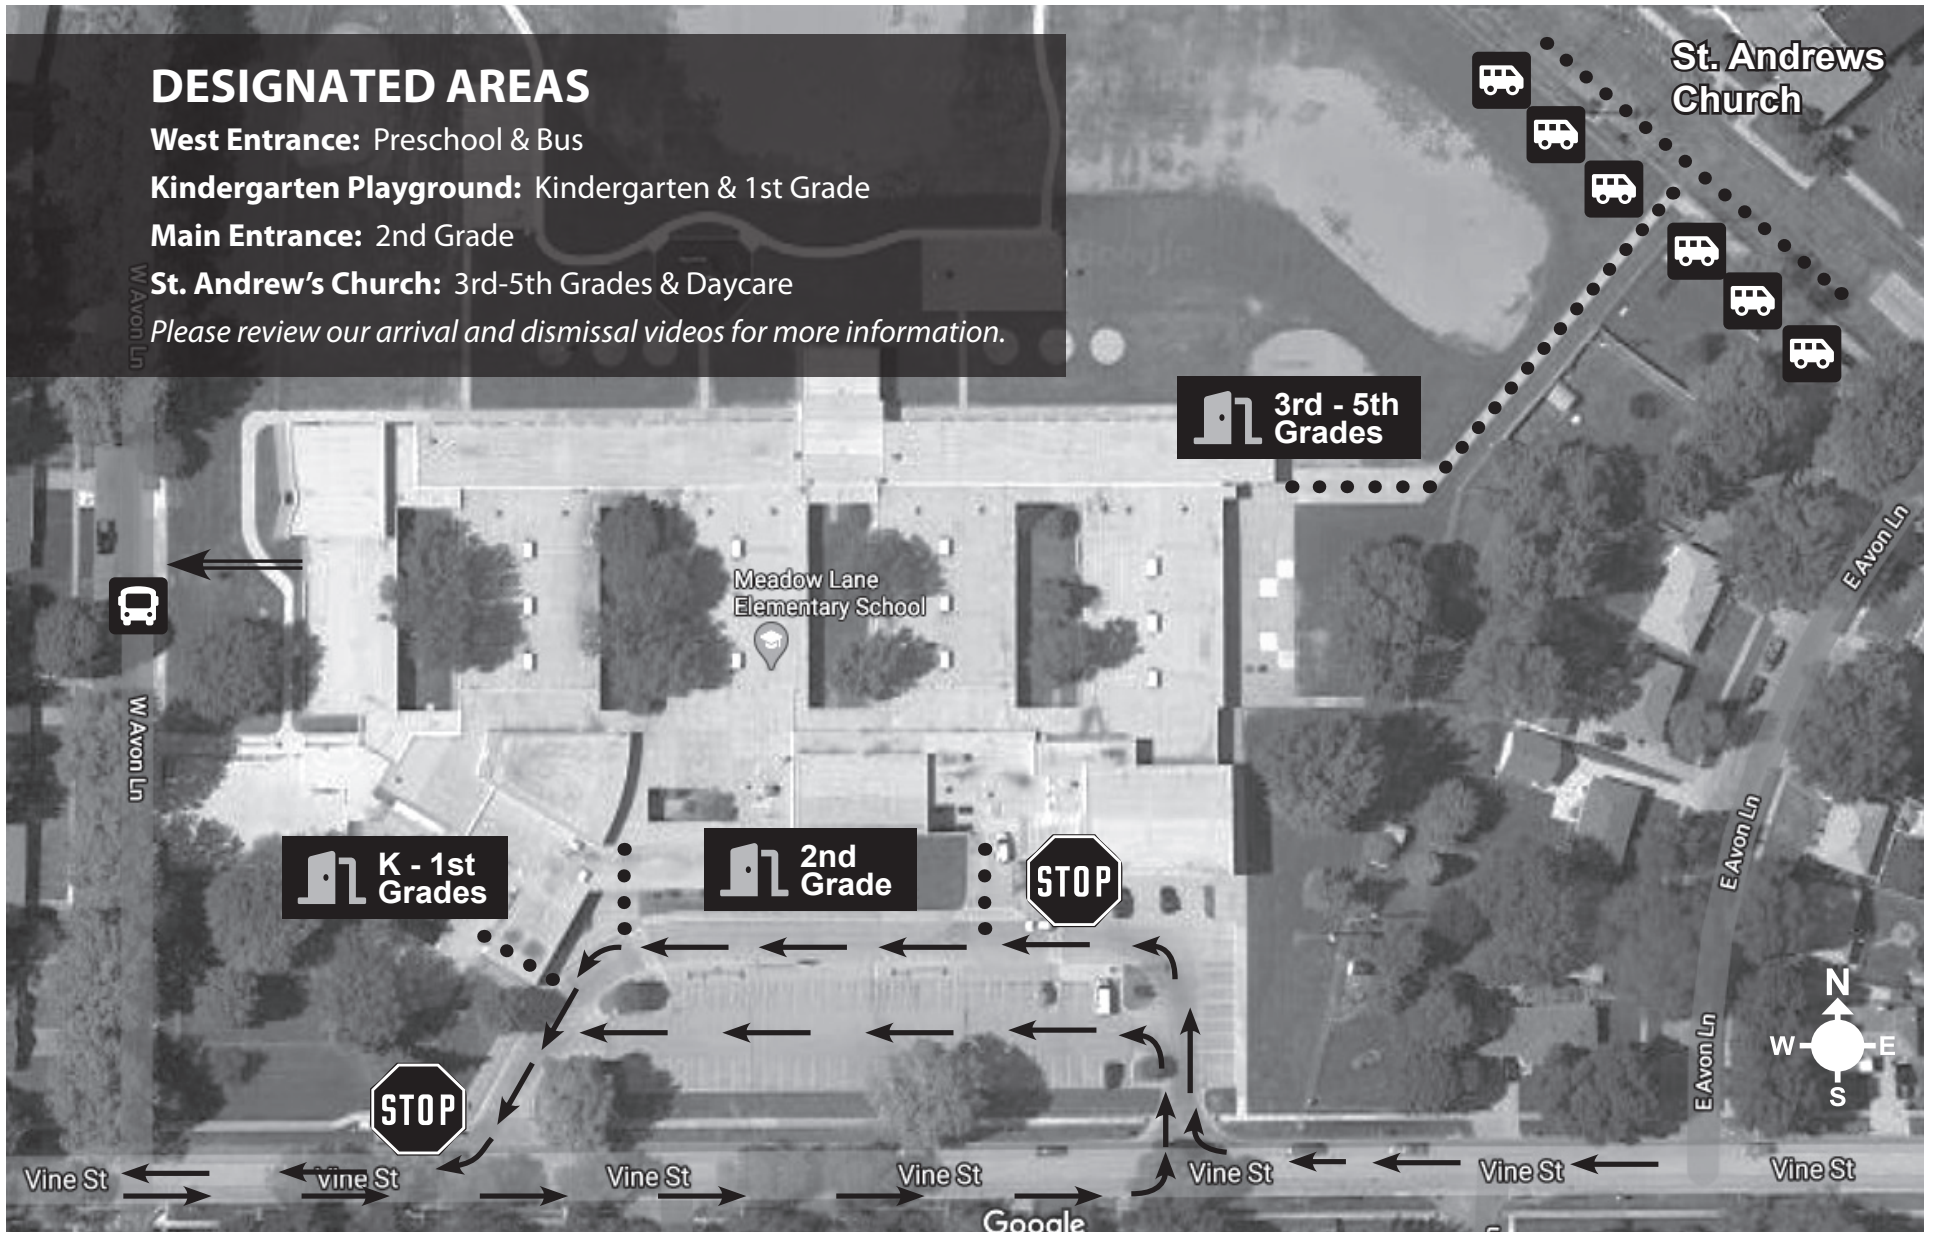 DESIGNATED AREAS
West Entrance: Preschool & Bus
Kindergarten Playground: Kindergarten & 1st Grade
Main Entrance: 2nd Grade
St. Andrew's Church: 3rd-5th Grades & Daycare
Please review our arrival and dismissal videos for more information.
St. Andrews
Church
W Avon Ln
3rd - 5th
Grades
E Avon Ln
Meadow Lane
Elementary School
W Avon Ln
E Avon Ln
K - 1st
Grades
2nd
Grade
STOP
N
W
E
S
E Avon Ln
STOP
Vine St
Vine St
Vine St
Vine St
Vine St
Vine St
Vine St
Google